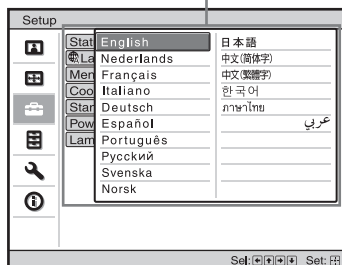 Setup
Stat
La
Men
Coo
Star
Pow
Lam
English
Nederlands
Français
Italiano
Deutsch
Español
Português
Русский
Svenska
Norsk
日本語
中文(简体字)
中文(繁體字)
한국어
ภาษาไทย
عربي
Sel: Set: